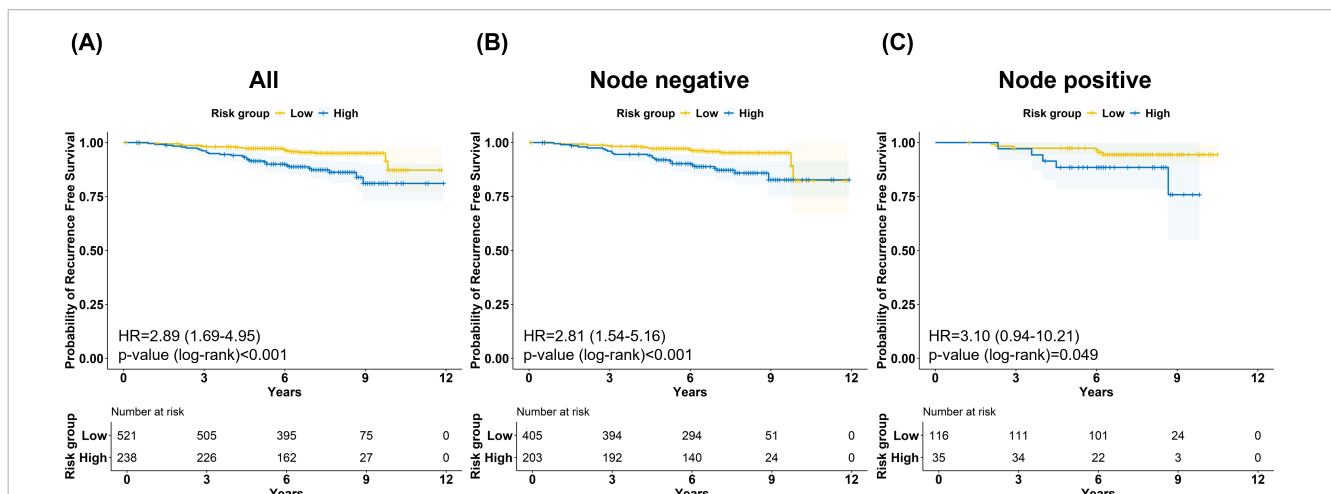 (A)
All
Risk group Low High
Probability of Recurrence Free Survival
1.00
0.75
0.50
0.25
0.00
HR=2.89 (1.69-4.95)
p-value (log-rank)<0.001
0 3 6 9 12
Years
Number at risk
Risk group
Low 521 505 395 75 0
High 238 226 162 27 0
0 3 6 9 12
Years
(B)
Node negative
Risk group Low High
Probability of Recurrence Free Survival
1.00
0.75
0.50
0.25
0.00
HR=2.81 (1.54-5.16)
p-value (log-rank)<0.001
0 3 6 9 12
Years
Number at risk
Risk group
Low 405 394 294 51 0
High 203 192 140 24 0
0 3 6 9 12
Years
(C)
Node positive
Risk group Low High
Probability of Recurrence Free Survival
1.00
0.75
0.50
0.25
0.00
HR=3.10 (0.94-10.21)
p-value (log-rank)=0.049
0 3 6 9 12
Years
Number at risk
Risk group
Low 116 111 101 24 0
High 35 34 22 3 0
0 3 6 9 12
Years